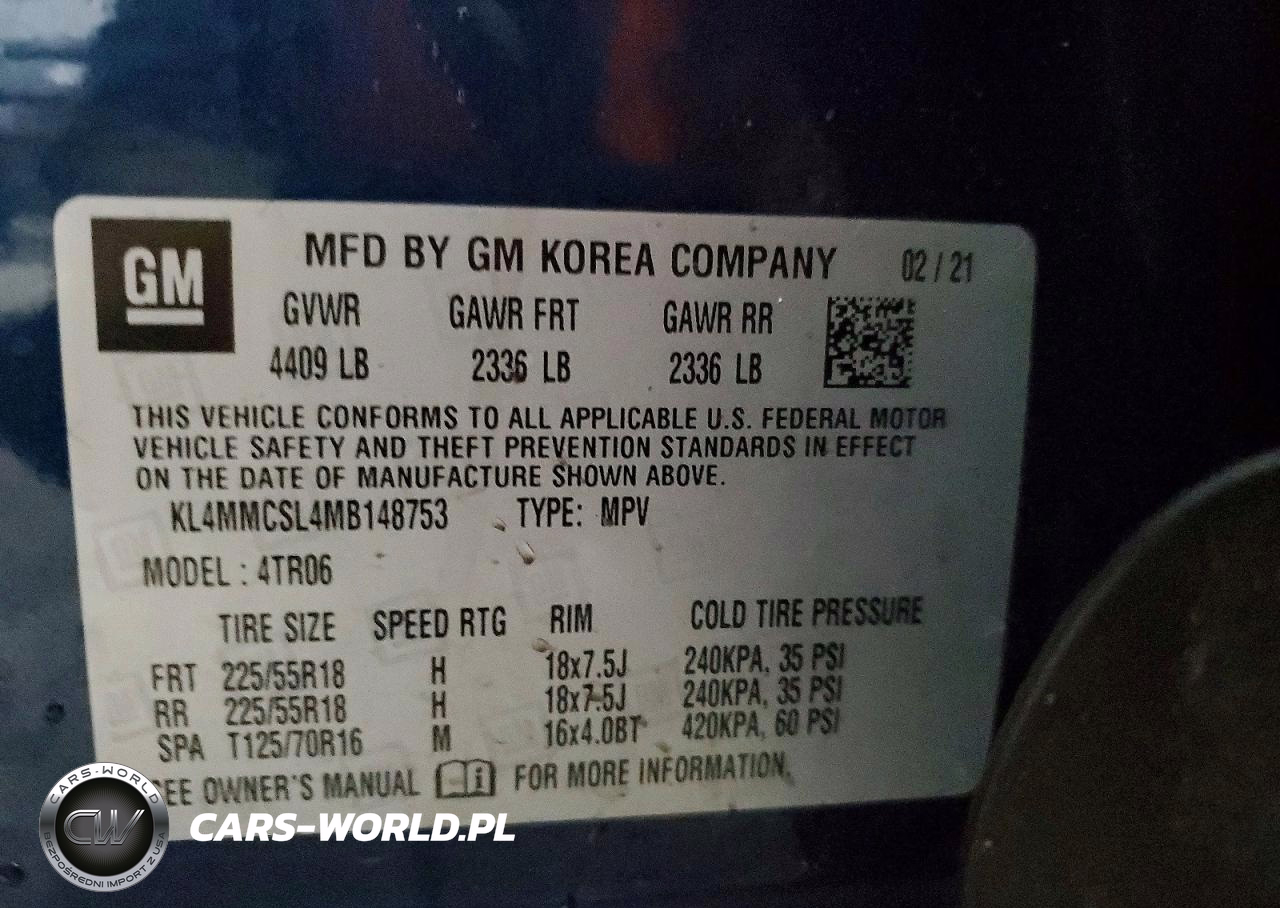 GM
MFD BY GM KOREA COMPANY 02 / 21
GVWR GAWR FRT GAWR RR
4409 LB 2336 LB 2336 LB
THIS VEHICLE CONFORMS TO ALL APPLICABLE U.S. FEDERAL MOTOR
VEHICLE SAFETY AND THEFT PREVENTION STANDARDS IN EFFECT
ON THE DATE OF MANUFACTURE SHOWN ABOVE.
KL4MMCSL4MB148753 TYPE: MPV
MODEL : 4TR06
TIRE SIZE SPEED RTG RIM COLD TIRE PRESSURE
FRT 225/55R18 H 18x7.5J 240KPA, 35 PSI
RR 225/55R18 H 18x7.5J 240KPA, 35 PSI
SPA T125/70R16 M 16x4.0BT 420KPA, 60 PSI
EE OWNER'S MANUAL FOR MORE INFORMATION.
CARS-WORLD
CW
BEZPOŚREDNI IMPORT Z USA
CARS-WORLD.PL